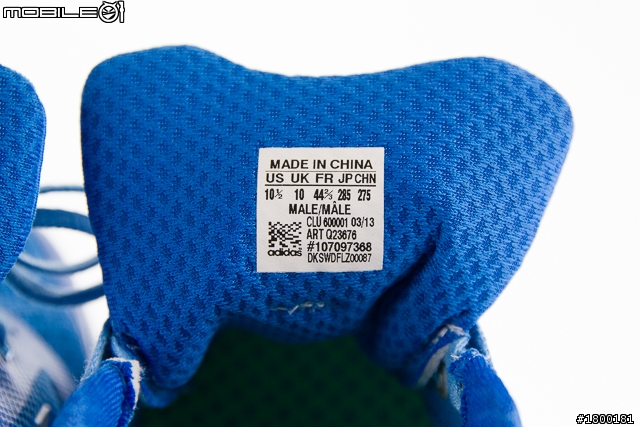 MOBILE01
MADE IN CHINA
US UK FR JP CHN
10½ 10 44⅔ 285 275
MALE/MÂLE
CLU 600001 03/13
ART Q23676
#107097368
DKSWDFLZ00087
adidas
#1800181